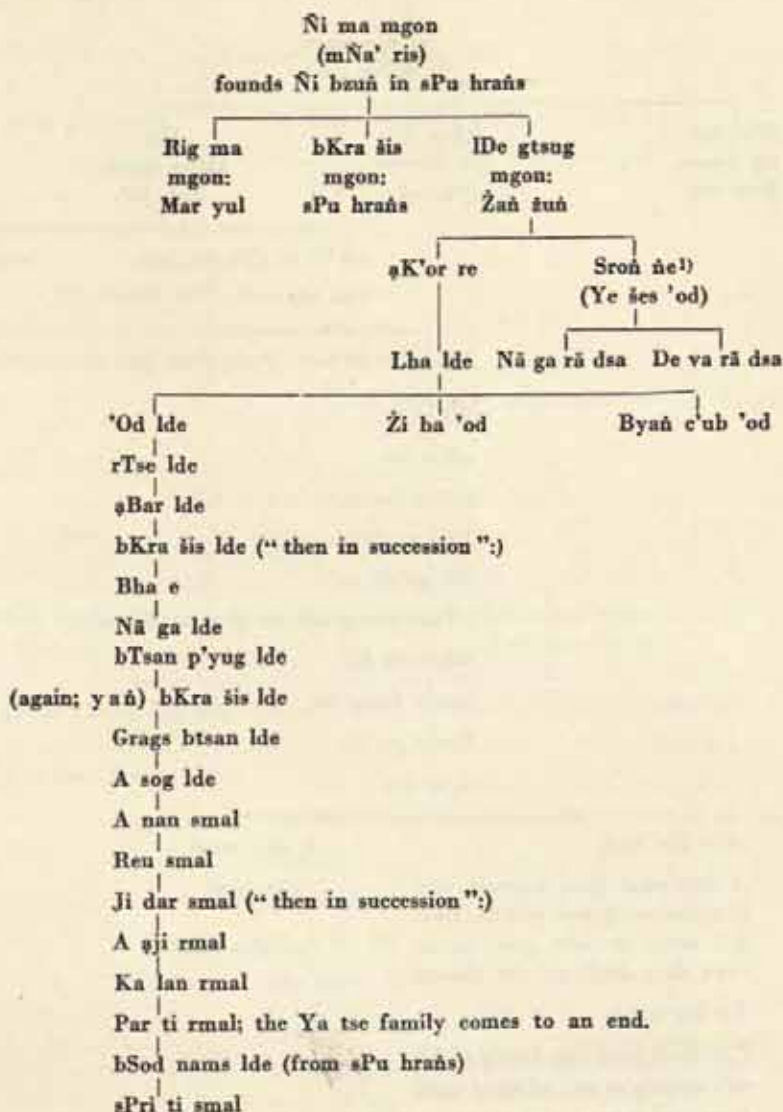 Ñi ma mgon
(mÑa' ris)
founds Ñi bzuṅ in sPu hraṅs
Rig ma bKra šis lDe gtsug
mgon: mgon: mgon:
Mar yul sPu hraṅs Žaṅ žuṅ
ạK'or re Sroṅ ṅe¹)
(Ye šes 'od)
Lha lde Nā ga rā dsa De va rā dsa
'Od lde Ži ba 'od Byaṅ c'ub 'od
rTse lde
ạBar lde
bKra šis lde (“ then in succession ”:)
Bha e
Nā ga lde
bTsan p'yug lde
(again; yaṅ) bKra šis lde
Grags btsan lde
A sog lde
A nan smal
Reu smal
Ji dar smal (“ then in succession ”:)
A ạji rmal
Ka lan rmal
Par ti rmal; the Ya tse family comes to an end.
bSod nams lde (from sPu hraṅs)
sPri ti smal